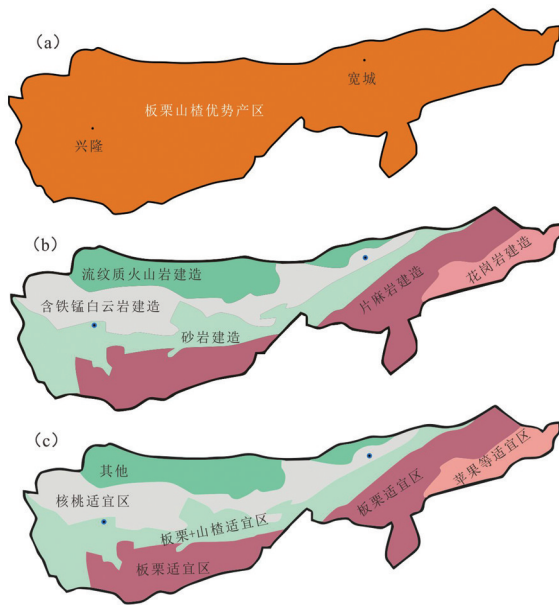 (a)
宽城
板栗山楂优势产区
兴隆
(b)
流纹质火山岩建造
花岗岩建造
片麻岩建造
含铁锰白云岩建造
砂岩建造
(c)
其他
苹果等适宜区
板栗适宜区
核桃适宜区
板栗+山楂适宜区
板栗适宜区